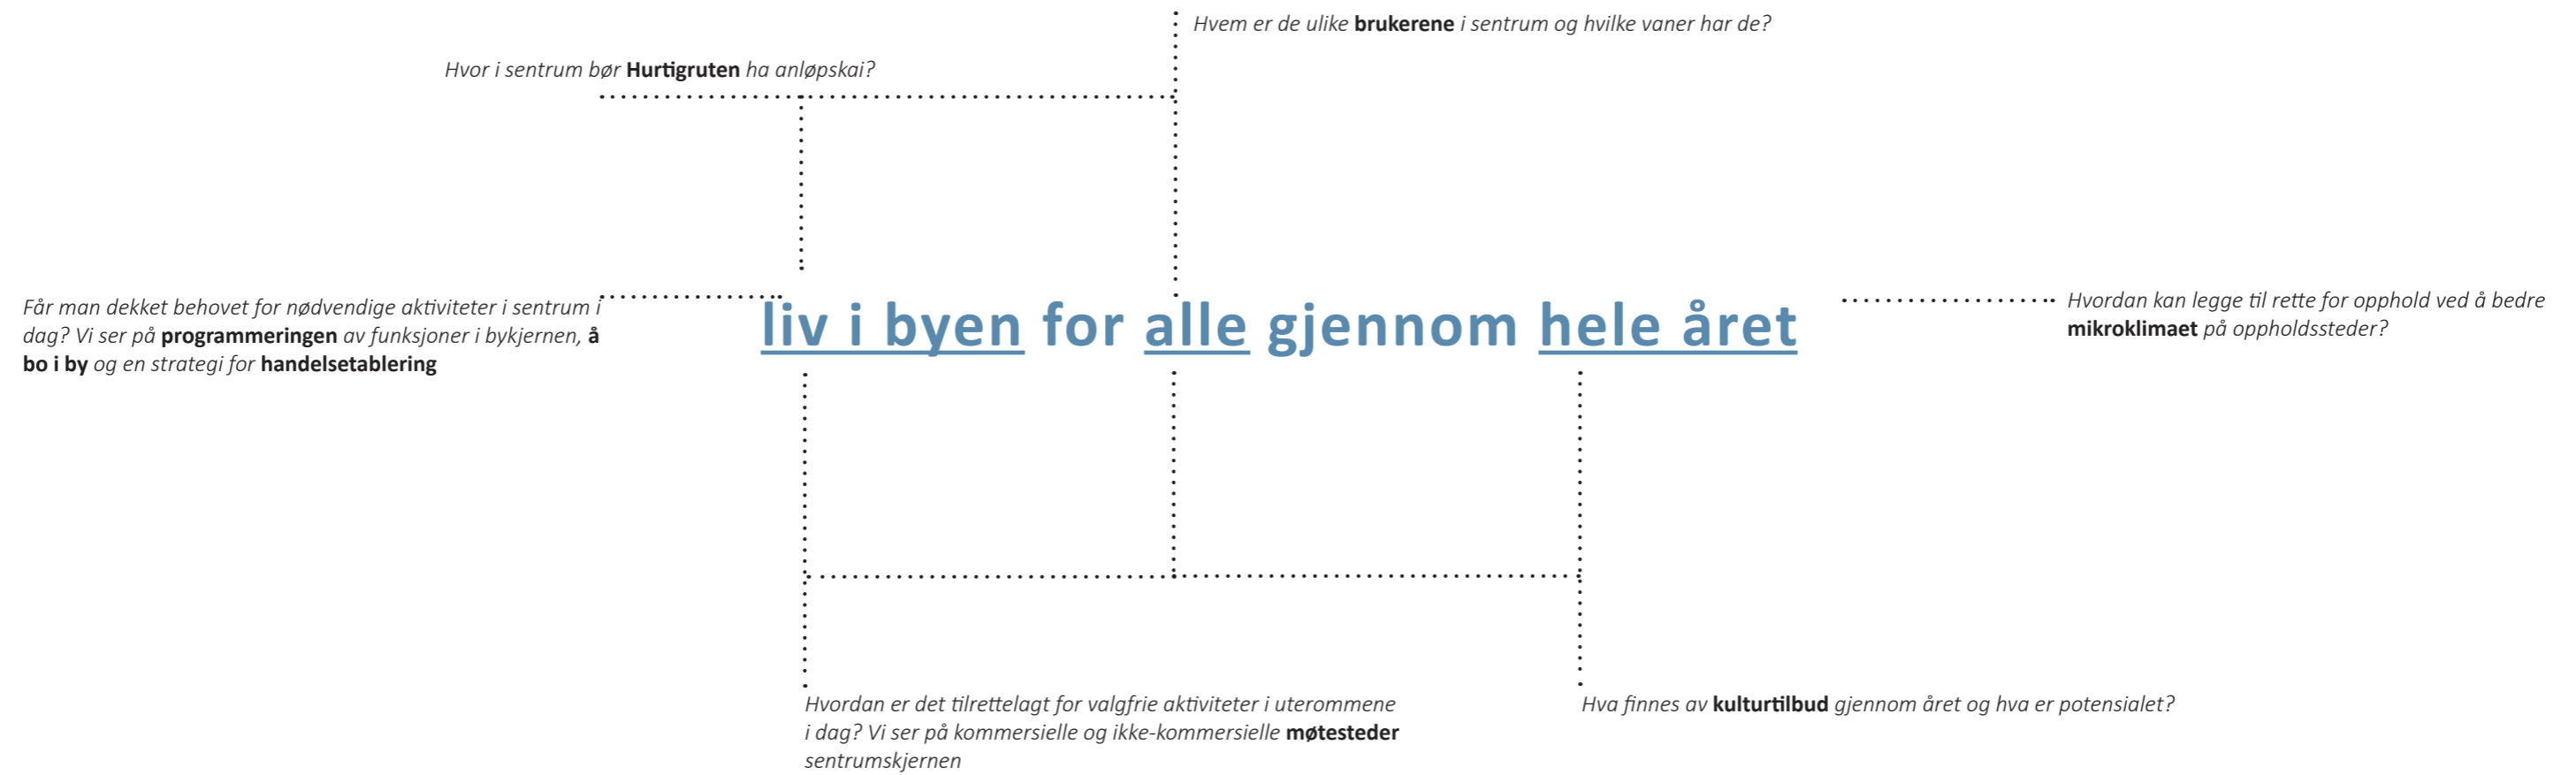 Hvem er de ulike brukerene i sentrum og hvilke vaner har de?
Hvor i sentrum bør Hurtigruten ha anløpskai?
Får man dekket behovet for nødvendige aktiviteter i sentrum i
dag? Vi ser på programmeringen av funksjoner i bykjernen, å
bo i by og en strategi for handelsetablering
liv i byen for alle gjennom hele året
Hvordan kan legge til rette for opphold ved å bedre
mikroklimaet på oppholdssteder?
Hvordan er det tilrettelagt for valgfrie aktiviteter i uterommene
i dag? Vi ser på kommersielle og ikke-kommersielle møtesteder
sentrumskjernen
Hva finnes av kulturtilbud gjennom året og hva er potensialet?